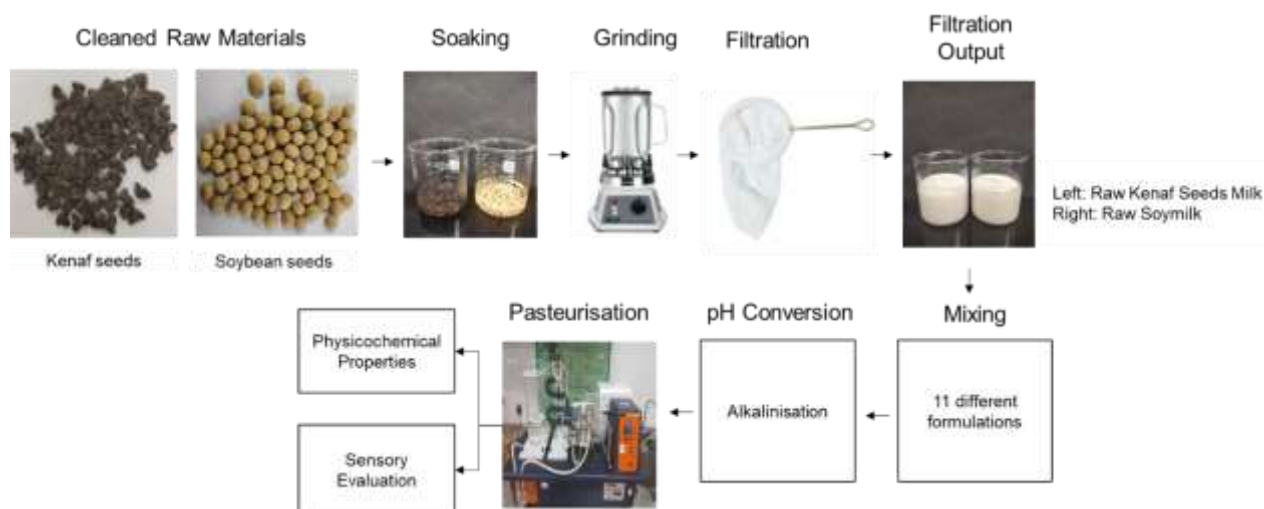 Cleaned Raw Materials
Soaking
Grinding
Filtration
Filtration
Output
Kenaf seeds
Soybean seeds
Left: Raw Kenaf Seeds Milk
Right: Raw Soymilk
Pasteurisation
pH Conversion
Mixing
Physicochemical
Properties
Sensory
Evaluation
Alkalinisation
11 different
formulations